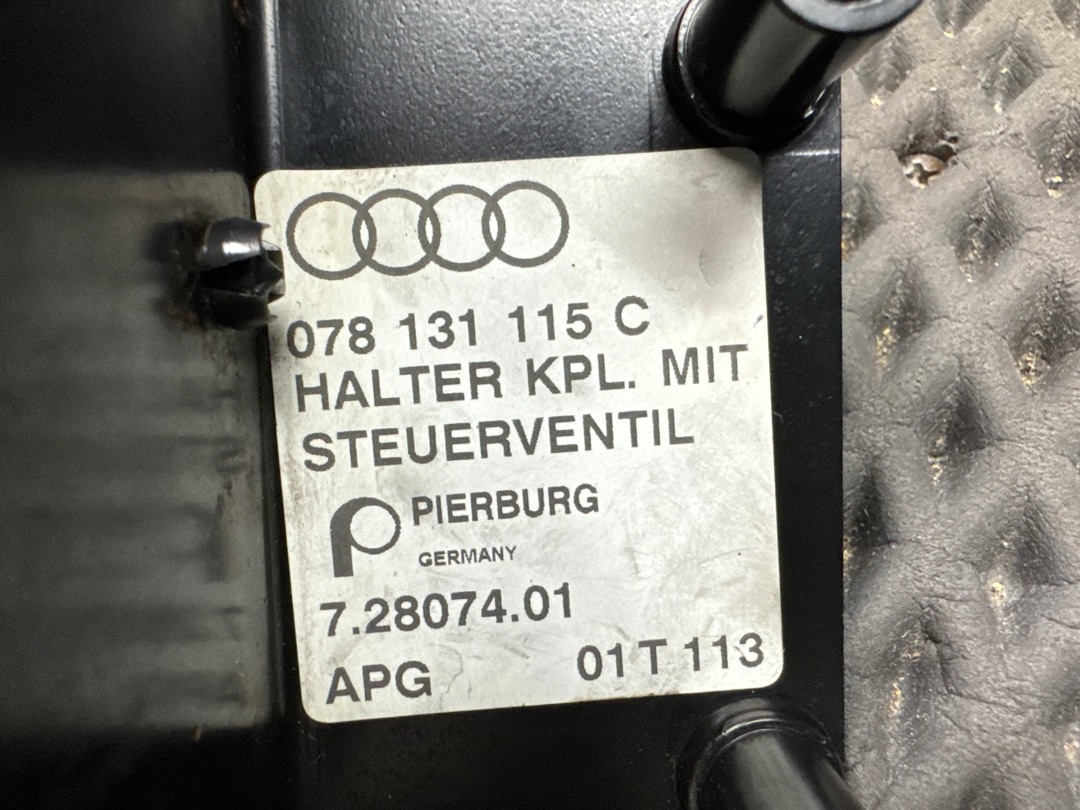 078 131 115 C
HALTER KPL. MIT
STEUERVENTIL
PIERBURG
GERMANY
7.28074.01
APG 01 T 113